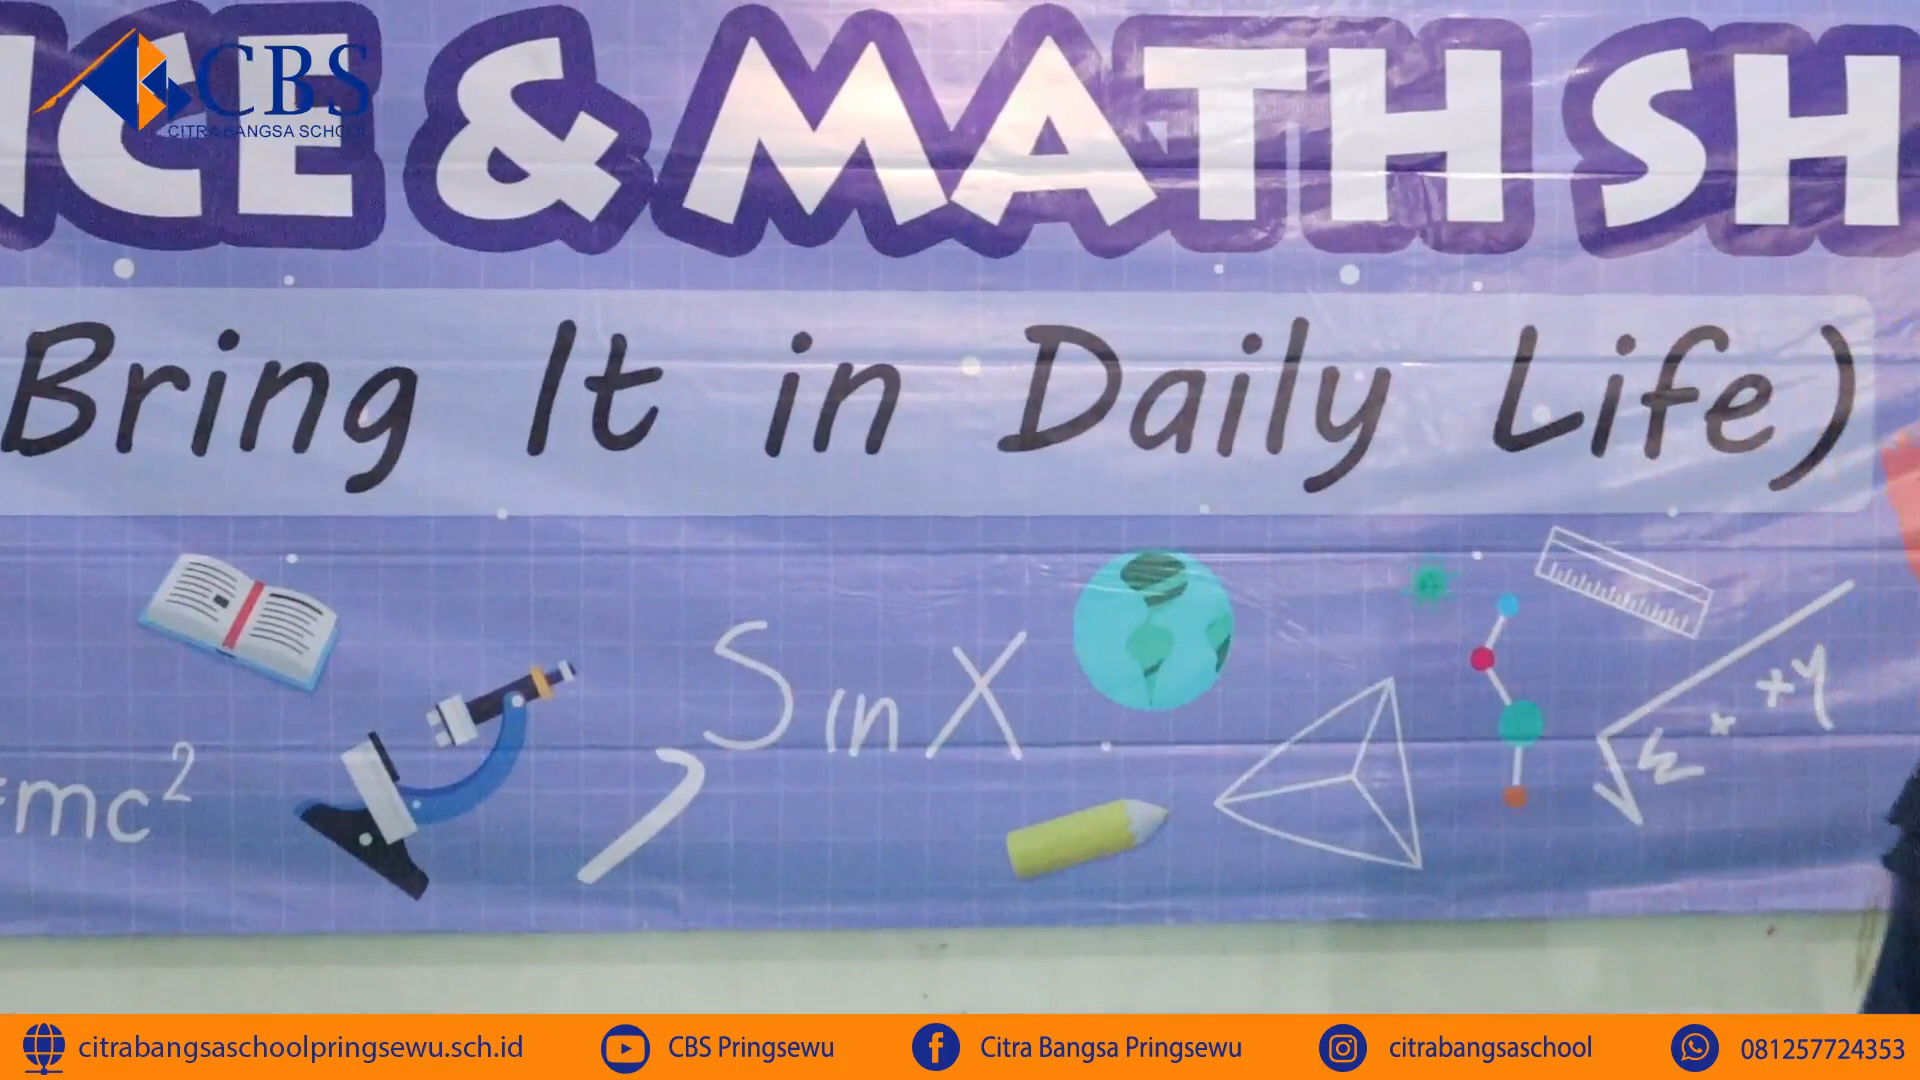 CBS
CITRA BANGSA SCHOOL
NCE & MATH SH
Bring It in Daily Life)
Sin X
=mc²
x + y
citrabangsaschoolpringsewu.sch.id
CBS Pringsewu
Citra Bangsa Pringsewu
citrabangsaschool
081257724353